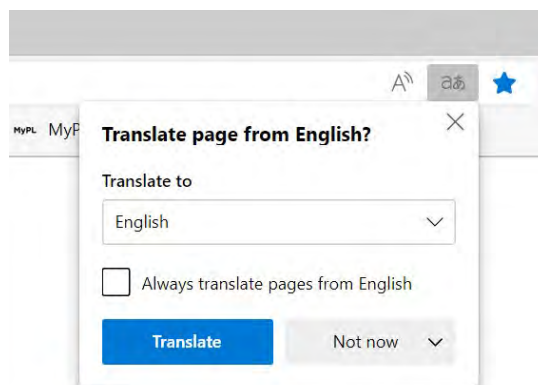 A
aあ
MyPL MyP
Translate page from English?
Translate to
English
Always translate pages from English
Translate Not now